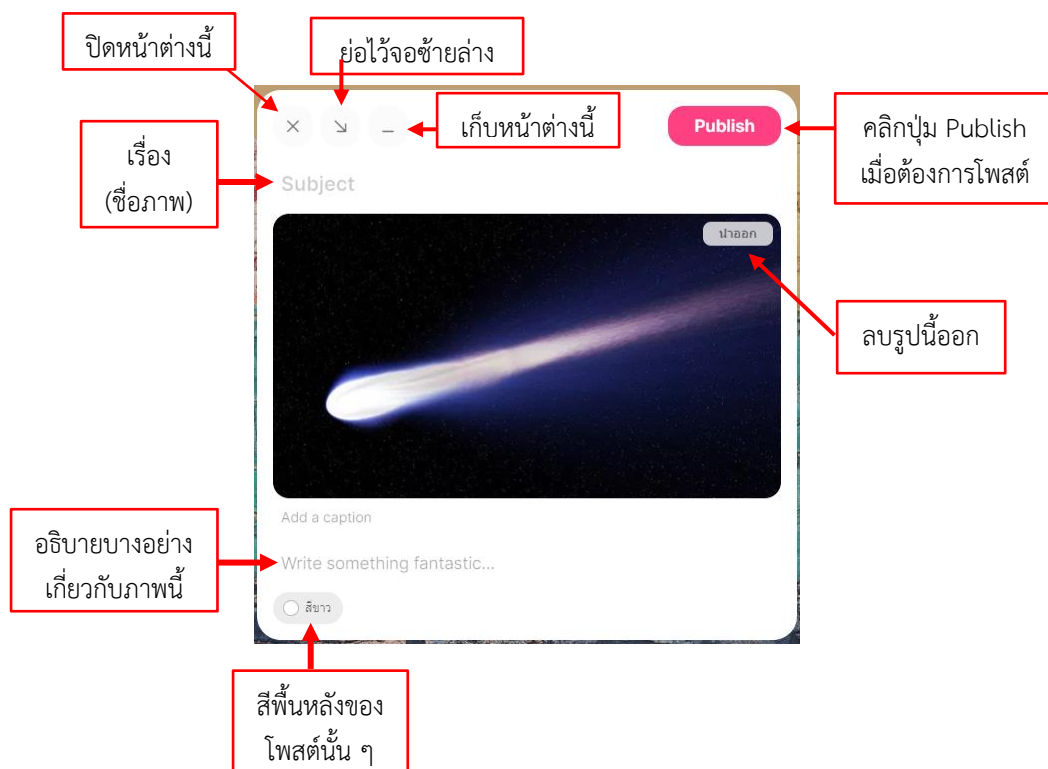 ปิดหน้าต่างนี้
ย่อไว้จอซ้ายล่าง
เก็บหน้าต่างนี้
Publish
คลิกปุ่ม Publish
เมื่อต้องการโพสต์
เรื่อง
(ชื่อภาพ)
Subject
นำออก
ลบรูปนี้ออก
Add a caption
อธิบายบางอย่าง
เกี่ยวกับภาพนี้
Write something fantastic...
สีขาว
สีพื้นหลังของ
โพสต์นั้น ๆ